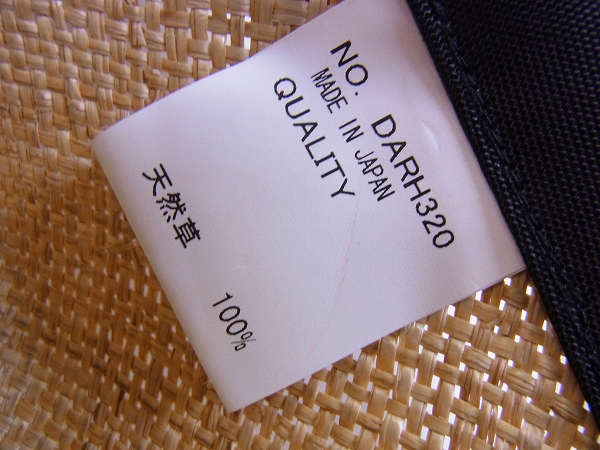 NO. DARH320
MADE IN JAPAN
QUALITY
天然草 100%